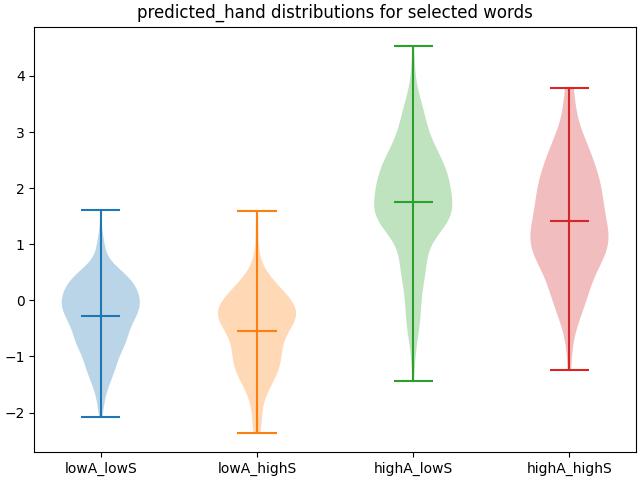 predicted_hand distributions for selected words
4
3
2
1
0
−1
−2
lowA_lowS
lowA_highS
highA_lowS
highA_highS